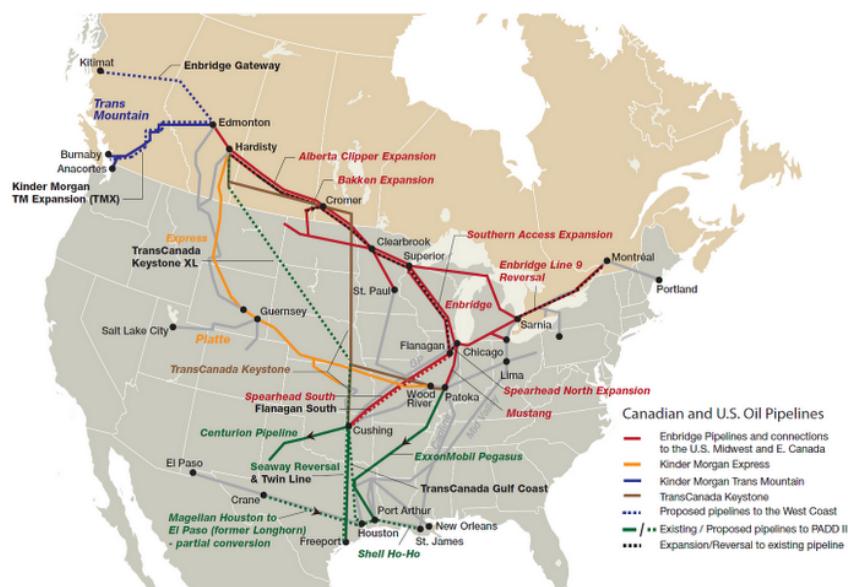 Kitimat
Enbridge Gateway
Trans
Mountain
Edmonton
Hardisty
Burnaby
Anacortes
Alberta Clipper Expansion
Kinder Morgan
TM Expansion (TMX)
Bakken Expansion
Cromer
Express
TransCanada
Keystone XL
Clearbrook
Superior
Southern Access Expansion
Enbridge Line 9
Reversal
Montréal
Portland
St. Paul
Enbridge
Sarnia
Guernsey
Salt Lake City
Platte
Flanagan
Chicago
Lima
TransCanada Keystone
GP
Spearhead South
Flanagan South
Wood
River
Patoka
Spearhead North Expansion
Mustang
Capline
Mid Valley
Centurion Pipeline
Cushing
ExxonMobil Pegasus
Seaway Reversal
& Twin Line
TransCanada Gulf Coast
El Paso
Crane
Magellan Houston to
El Paso (former Longhorn)
- partial conversion
Port Arthur
Houston
New Orleans
St. James
Freeport
Shell Ho-Ho
Canadian and U.S. Oil Pipelines
Enbridge Pipelines and connections
to the U.S. Midwest and E. Canada
Kinder Morgan Express
Kinder Morgan Trans Mountain
TransCanada Keystone
Proposed pipelines to the West Coast
Existing / Proposed pipelines to PADD II
Expansion/Reversal to existing pipeline